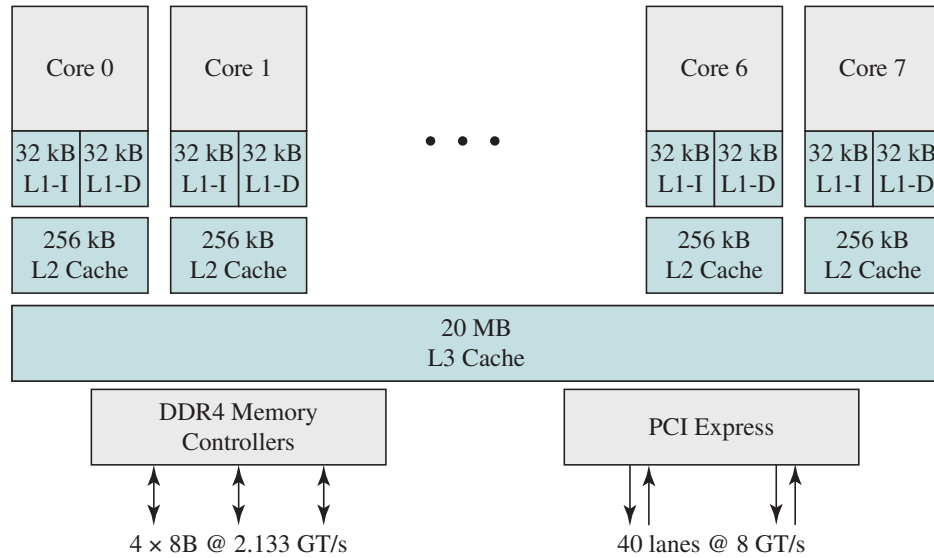 Core 0
Core 1
Core 6
Core 7
32 kB
L1-I
32 kB
L1-D
32 kB
L1-I
32 kB
L1-D
32 kB
L1-I
32 kB
L1-D
32 kB
L1-I
32 kB
L1-D
256 kB
L2 Cache
256 kB
L2 Cache
256 kB
L2 Cache
256 kB
L2 Cache
20 MB
L3 Cache
DDR4 Memory
Controllers
PCI Express
4 × 8B @ 2.133 GT/s
40 lanes @ 8 GT/s